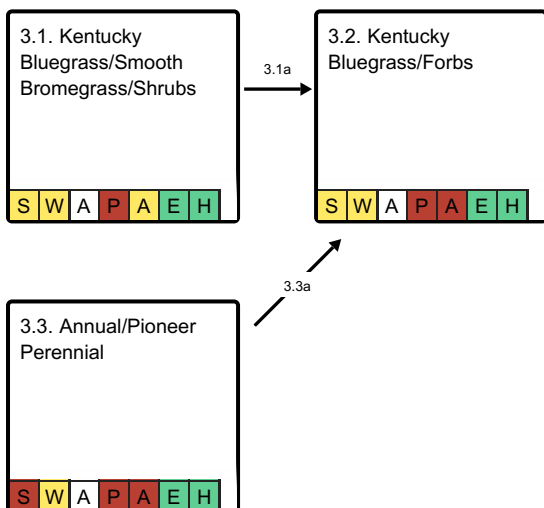 3.1. Kentucky
Bluegrass/Smooth
Bromegrass/Shrubs
S W A P A E H
3.1a
3.2. Kentucky
Bluegrass/Forbs
S W A P A E H
3.3a
3.3. Annual/Pioneer
Perennial
S W A P A E H